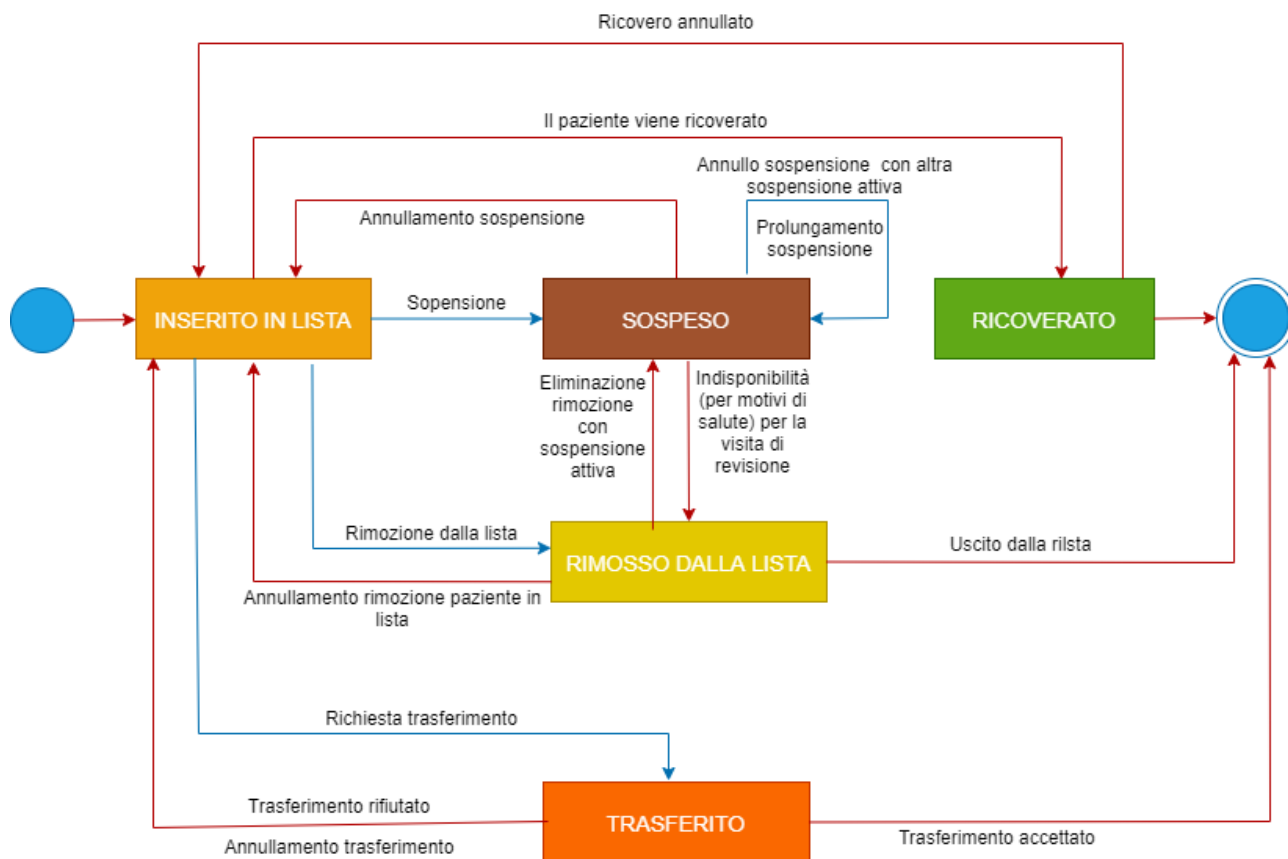 Ricovero annullato
Il paziente viene ricoverato
Annullo sospensione con altra
sospensione attiva
Annullamento sospensione
Prolungamento
sospensione
INSERITO IN LISTA
Sopensione
SOSPESO
RICOVERATO
Eliminazione
rimozione
con
sospensione
attiva
Indisponibilità
(per motivi di
salute) per la
visita di
revisione
Rimozione dalla lista
RIMOSSO DALLA LISTA
Uscito dalla rilsta
Annullamento rimozione paziente in
lista
Richiesta trasferimento
Trasferimento rifiutato
TRASFERITO
Annullamento trasferimento
Trasferimento accettato